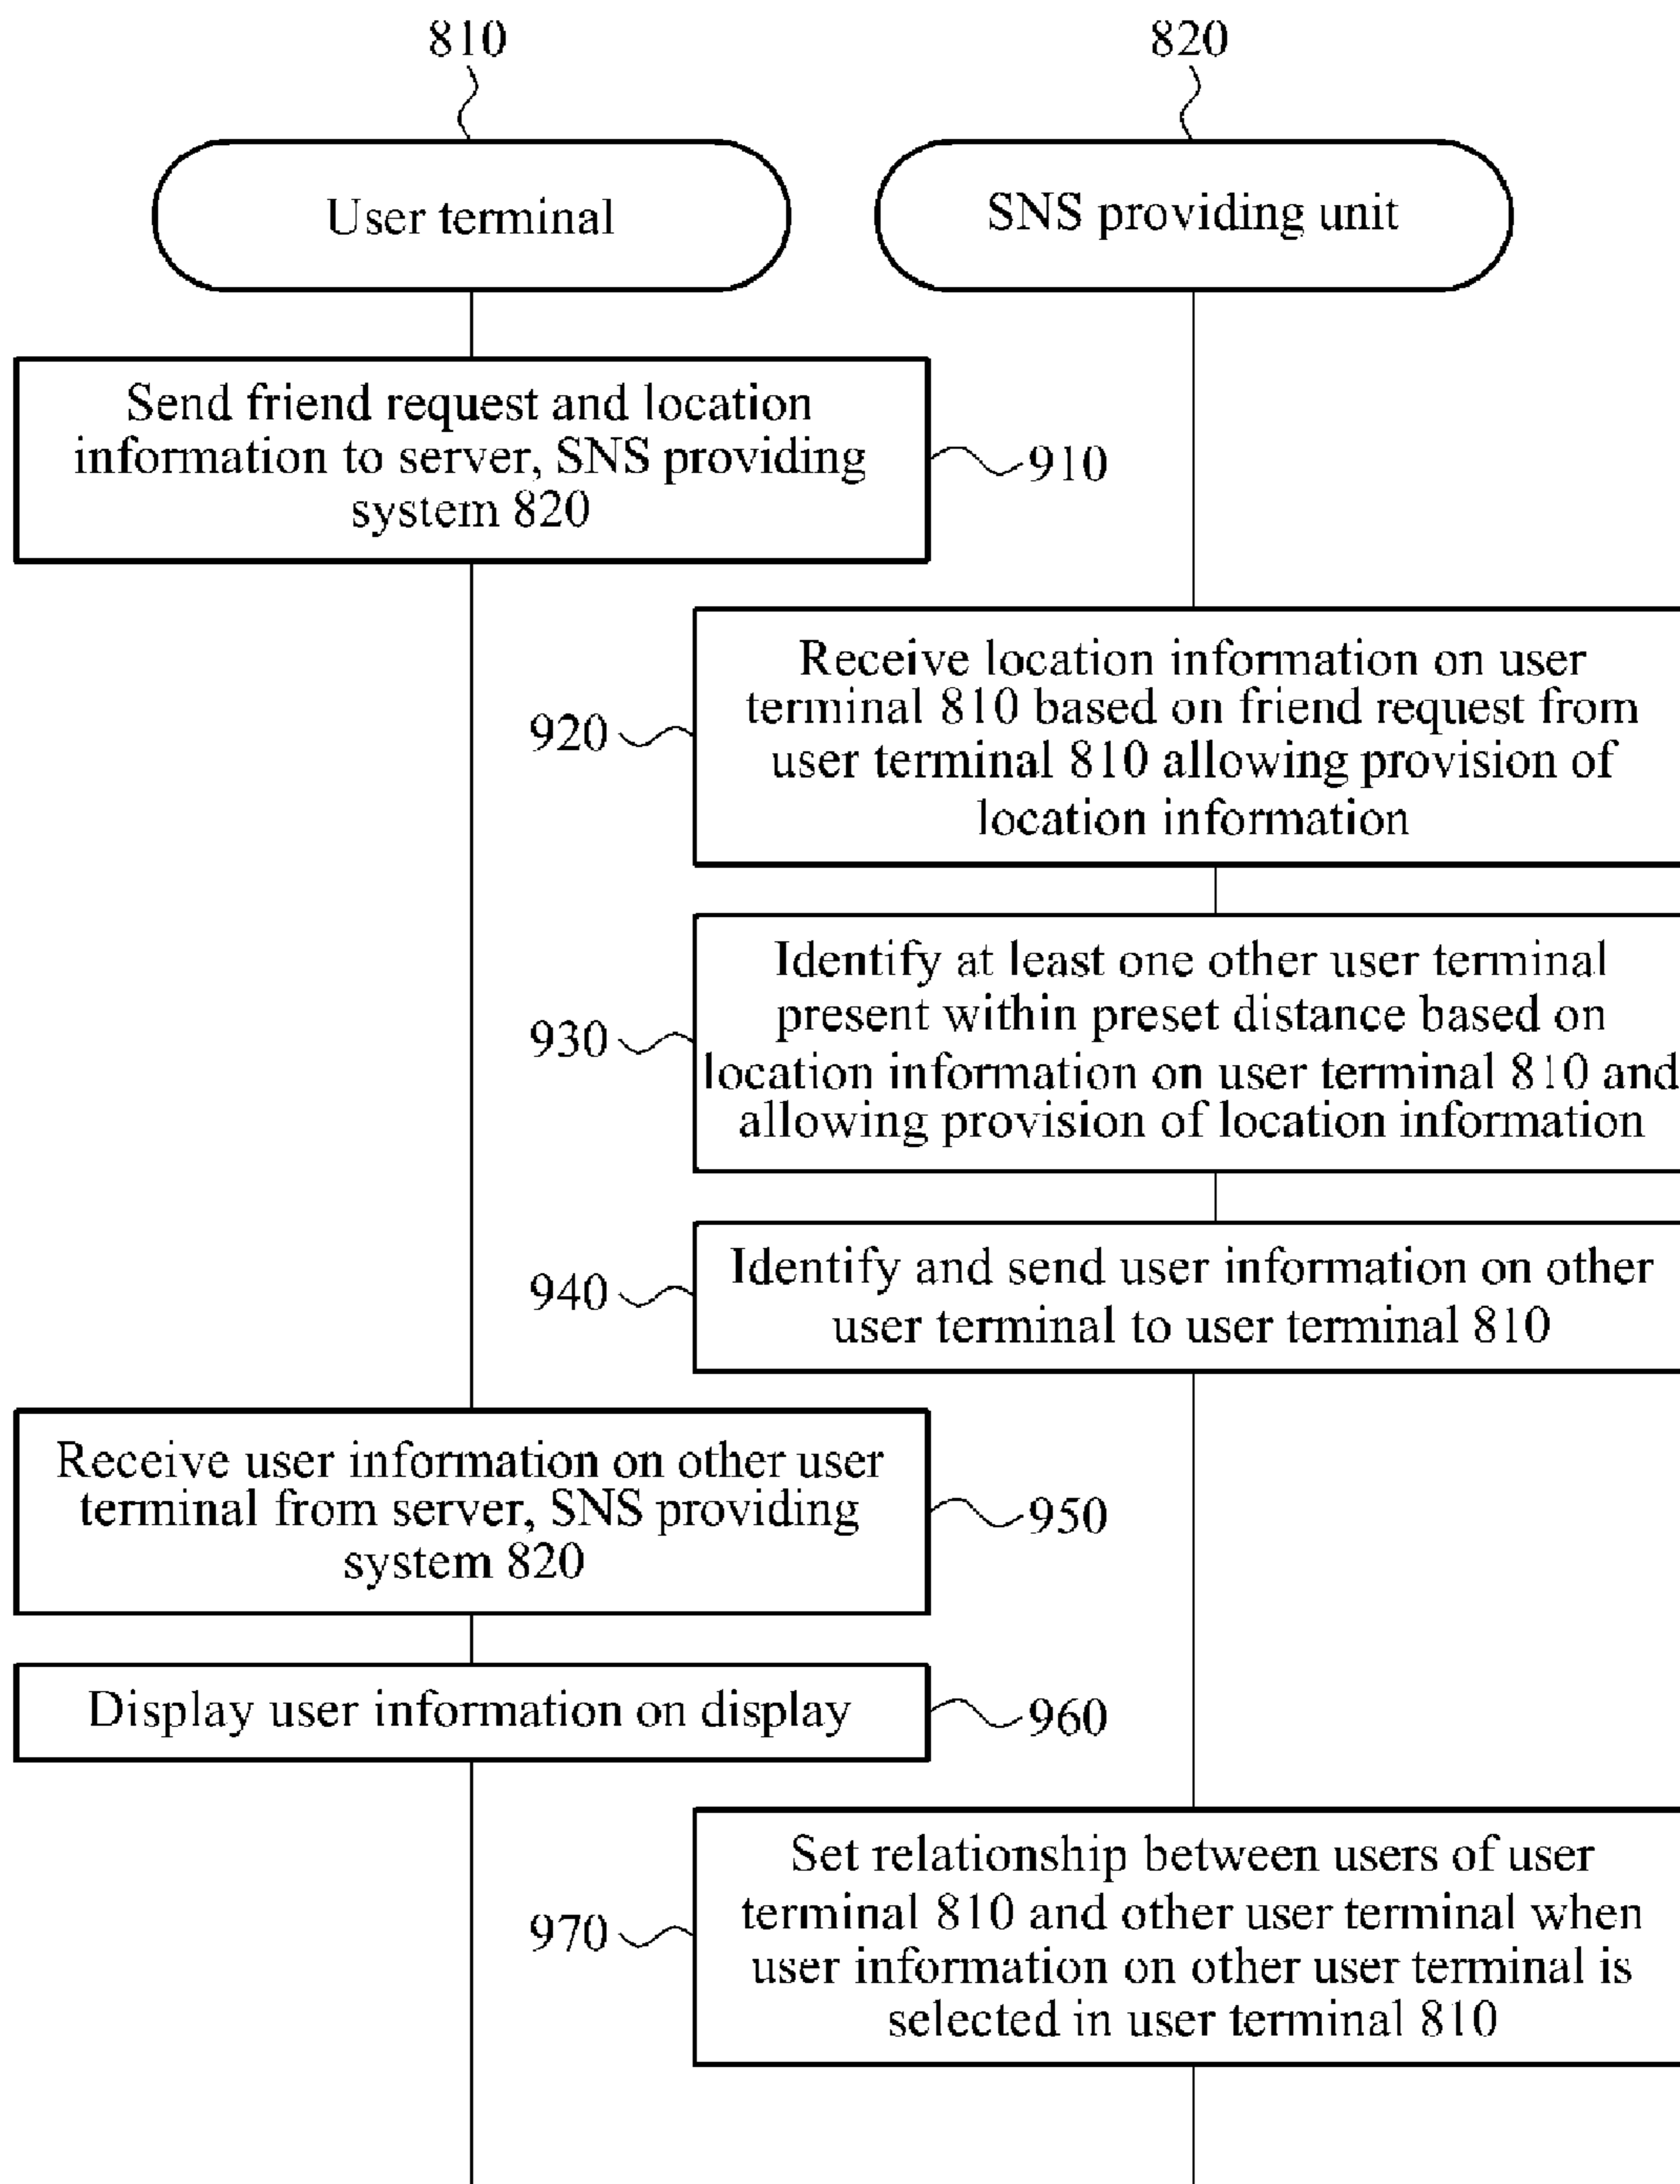 810
820
User terminal
SNS providing unit
Send friend request and location
information to server, SNS providing
system 820
910
Receive location information on user
terminal 810 based on friend request from
user terminal 810 allowing provision of
location information
920
Identify at least one other user terminal
present within preset distance based on
location information on user terminal 810 and
allowing provision of location information
930
Identify and send user information on other
user terminal to user terminal 810
940
Receive user information on other user
terminal from server, SNS providing
system 820
950
Display user information on display
960
Set relationship between users of user
terminal 810 and other user terminal when
user information on other user terminal is
selected in user terminal 810
970